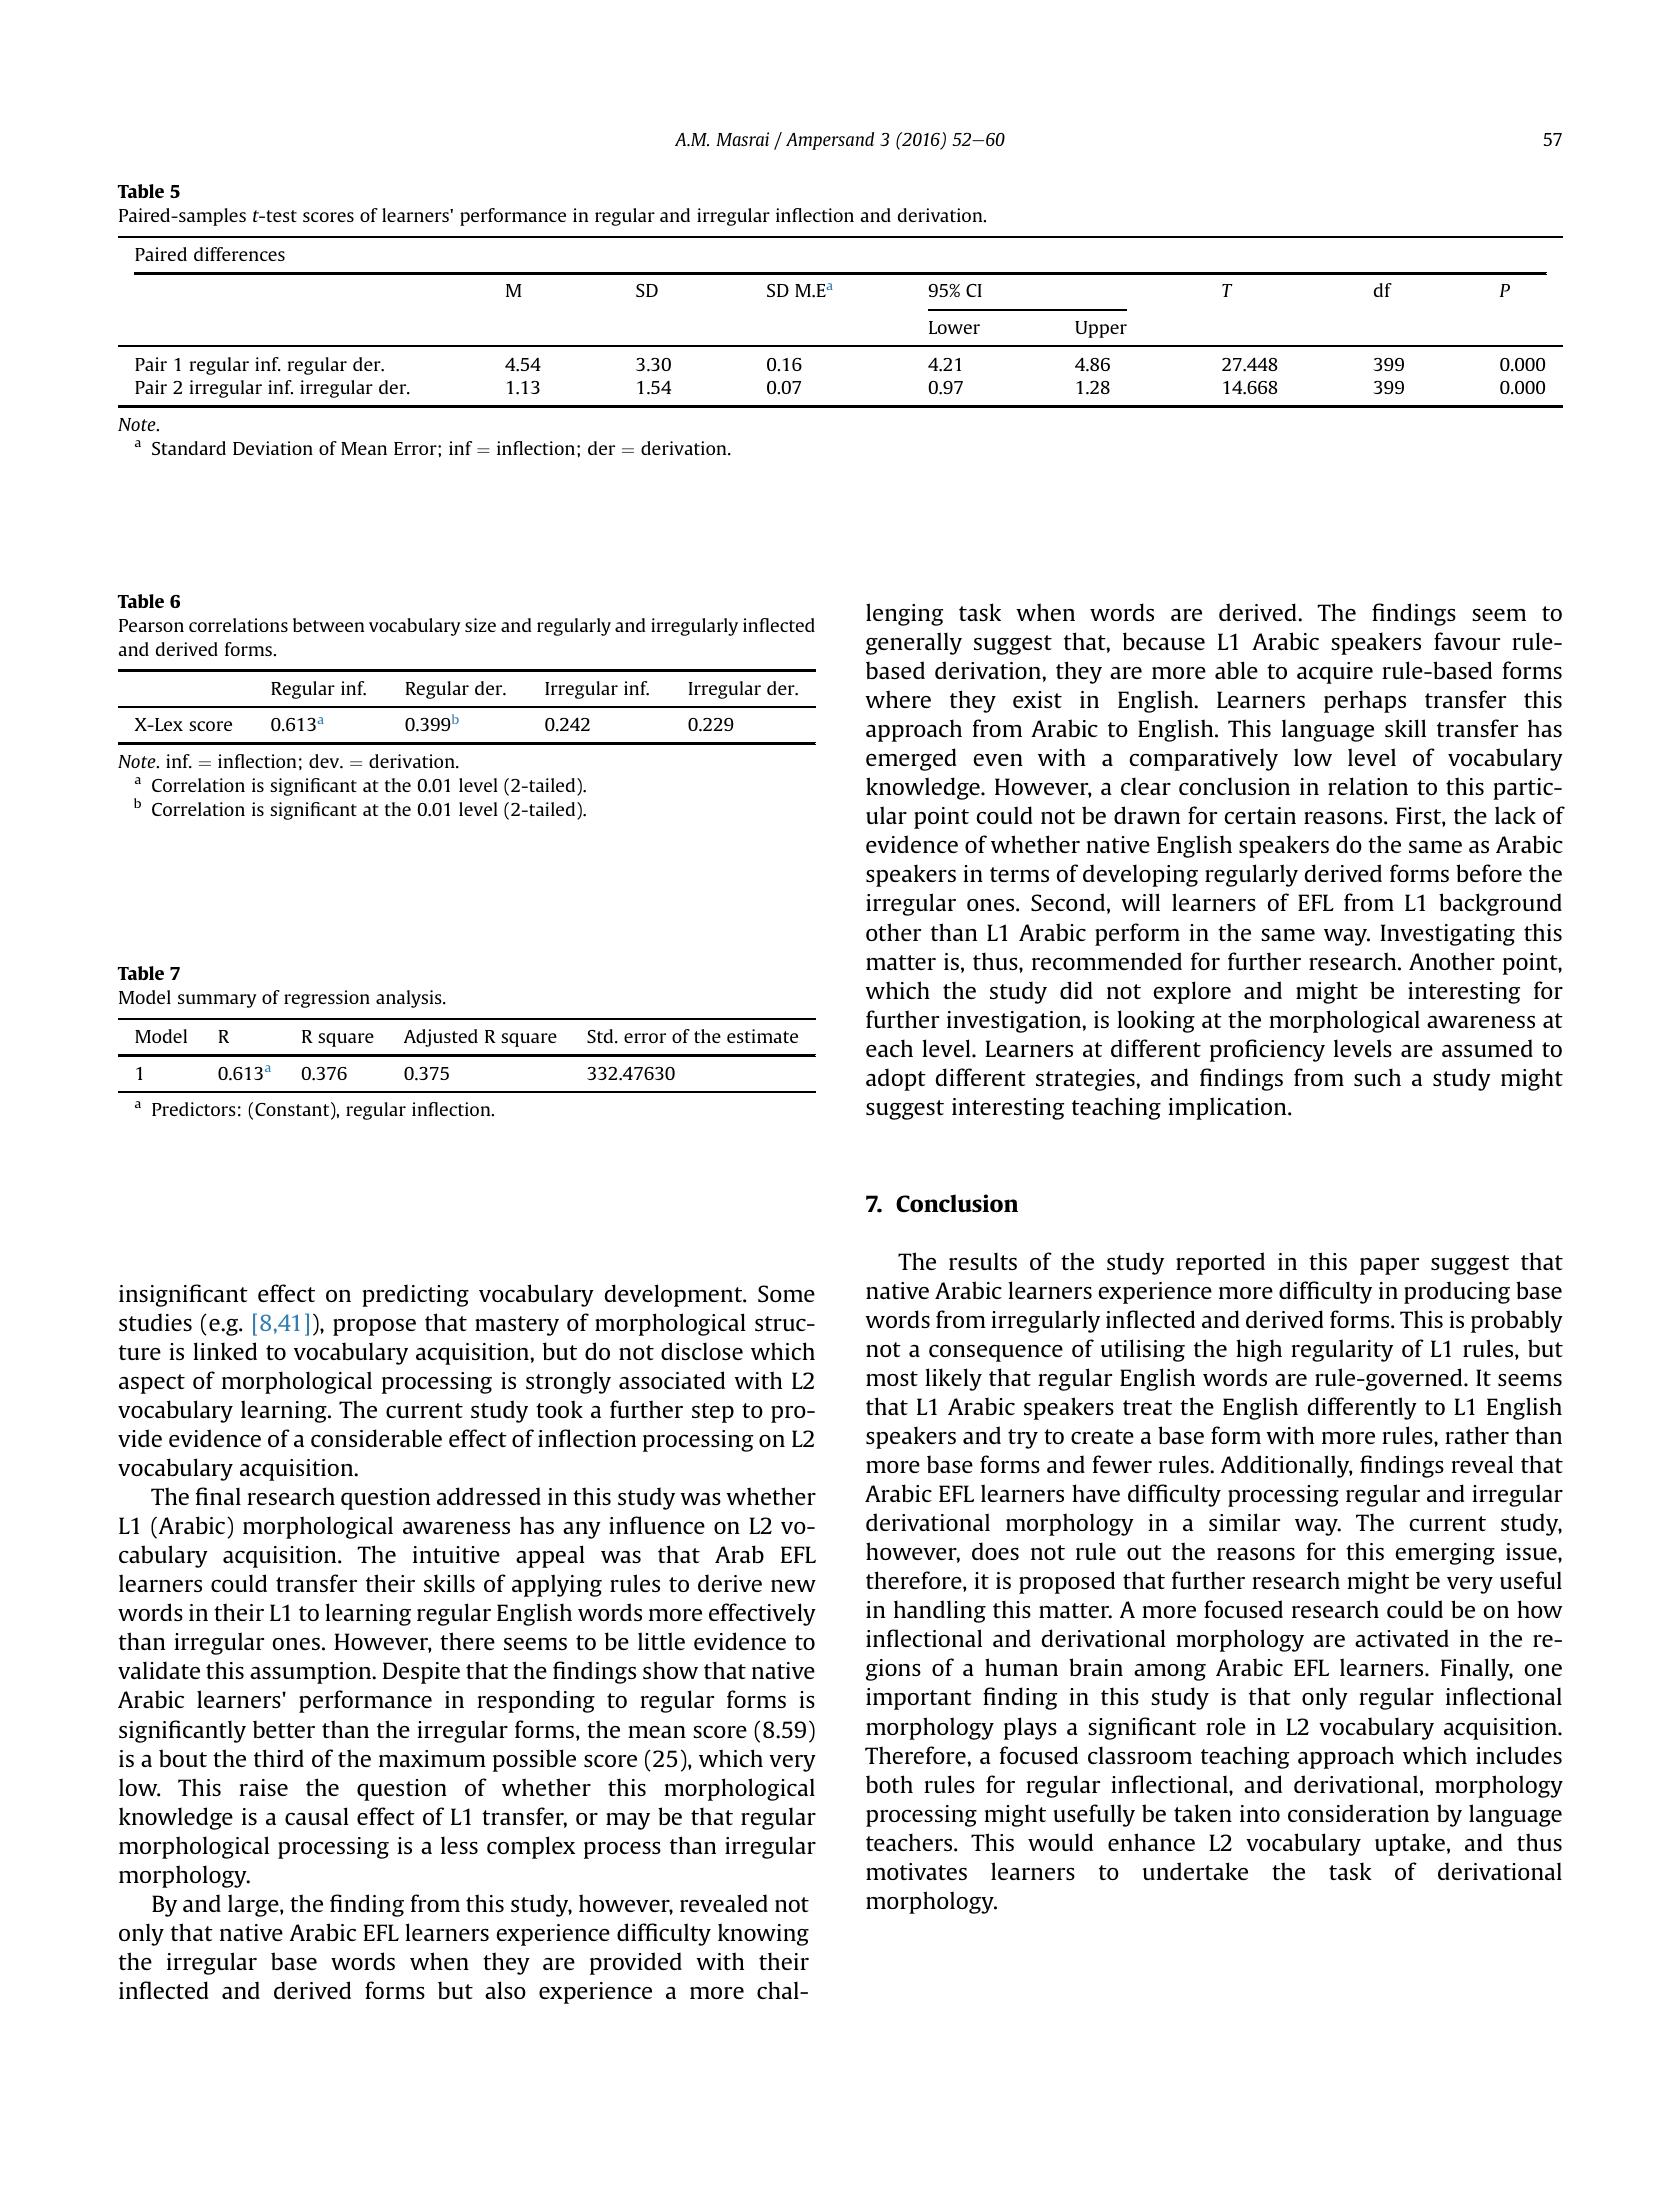 A.M. Masrai / Ampersand 3 (2016) 52–60
57
Table 5
Paired-samples t-test scores of learners' performance in regular and irregular inflection and derivation.
Paired differences
M SD SD M.Eᵃ 95% CI T df P
Lower Upper
Pair 1 regular inf. regular der. 4.54 3.30 0.16 4.21 4.86 27.448 399 0.000
Pair 2 irregular inf. irregular der. 1.13 1.54 0.07 0.97 1.28 14.668 399 0.000
Note.
ᵃ Standard Deviation of Mean Error; inf = inflection; der = derivation.
Table 6
Pearson correlations between vocabulary size and regularly and irregularly inflected
and derived forms.
Regular inf. Regular der. Irregular inf. Irregular der.
X-Lex score 0.613ᵃ 0.399ᵇ 0.242 0.229
Note. inf. = inflection; dev. = derivation.
ᵃ Correlation is significant at the 0.01 level (2-tailed).
ᵇ Correlation is significant at the 0.01 level (2-tailed).
Table 7
Model summary of regression analysis.
Model R R square Adjusted R square Std. error of the estimate
1 0.613ᵃ 0.376 0.375 332.47630
ᵃ Predictors: (Constant), regular inflection.
insignificant effect on predicting vocabulary development. Some
studies (e.g. [8,41]), propose that mastery of morphological struc-
ture is linked to vocabulary acquisition, but do not disclose which
aspect of morphological processing is strongly associated with L2
vocabulary learning. The current study took a further step to pro-
vide evidence of a considerable effect of inflection processing on L2
vocabulary acquisition.
The final research question addressed in this study was whether
L1 (Arabic) morphological awareness has any influence on L2 vo-
cabulary acquisition. The intuitive appeal was that Arab EFL
learners could transfer their skills of applying rules to derive new
words in their L1 to learning regular English words more effectively
than irregular ones. However, there seems to be little evidence to
validate this assumption. Despite that the findings show that native
Arabic learners' performance in responding to regular forms is
significantly better than the irregular forms, the mean score (8.59)
is a bout the third of the maximum possible score (25), which very
low. This raise the question of whether this morphological
knowledge is a causal effect of L1 transfer, or may be that regular
morphological processing is a less complex process than irregular
morphology.
By and large, the finding from this study, however, revealed not
only that native Arabic EFL learners experience difficulty knowing
the irregular base words when they are provided with their
inflected and derived forms but also experience a more chal-
lenging task when words are derived. The findings seem to
generally suggest that, because L1 Arabic speakers favour rule-
based derivation, they are more able to acquire rule-based forms
where they exist in English. Learners perhaps transfer this
approach from Arabic to English. This language skill transfer has
emerged even with a comparatively low level of vocabulary
knowledge. However, a clear conclusion in relation to this partic-
ular point could not be drawn for certain reasons. First, the lack of
evidence of whether native English speakers do the same as Arabic
speakers in terms of developing regularly derived forms before the
irregular ones. Second, will learners of EFL from L1 background
other than L1 Arabic perform in the same way. Investigating this
matter is, thus, recommended for further research. Another point,
which the study did not explore and might be interesting for
further investigation, is looking at the morphological awareness at
each level. Learners at different proficiency levels are assumed to
adopt different strategies, and findings from such a study might
suggest interesting teaching implication.
7. Conclusion
The results of the study reported in this paper suggest that
native Arabic learners experience more difficulty in producing base
words from irregularly inflected and derived forms. This is probably
not a consequence of utilising the high regularity of L1 rules, but
most likely that regular English words are rule-governed. It seems
that L1 Arabic speakers treat the English differently to L1 English
speakers and try to create a base form with more rules, rather than
more base forms and fewer rules. Additionally, findings reveal that
Arabic EFL learners have difficulty processing regular and irregular
derivational morphology in a similar way. The current study,
however, does not rule out the reasons for this emerging issue,
therefore, it is proposed that further research might be very useful
in handling this matter. A more focused research could be on how
inflectional and derivational morphology are activated in the re-
gions of a human brain among Arabic EFL learners. Finally, one
important finding in this study is that only regular inflectional
morphology plays a significant role in L2 vocabulary acquisition.
Therefore, a focused classroom teaching approach which includes
both rules for regular inflectional, and derivational, morphology
processing might usefully be taken into consideration by language
teachers. This would enhance L2 vocabulary uptake, and thus
motivates learners to undertake the task of derivational
morphology.